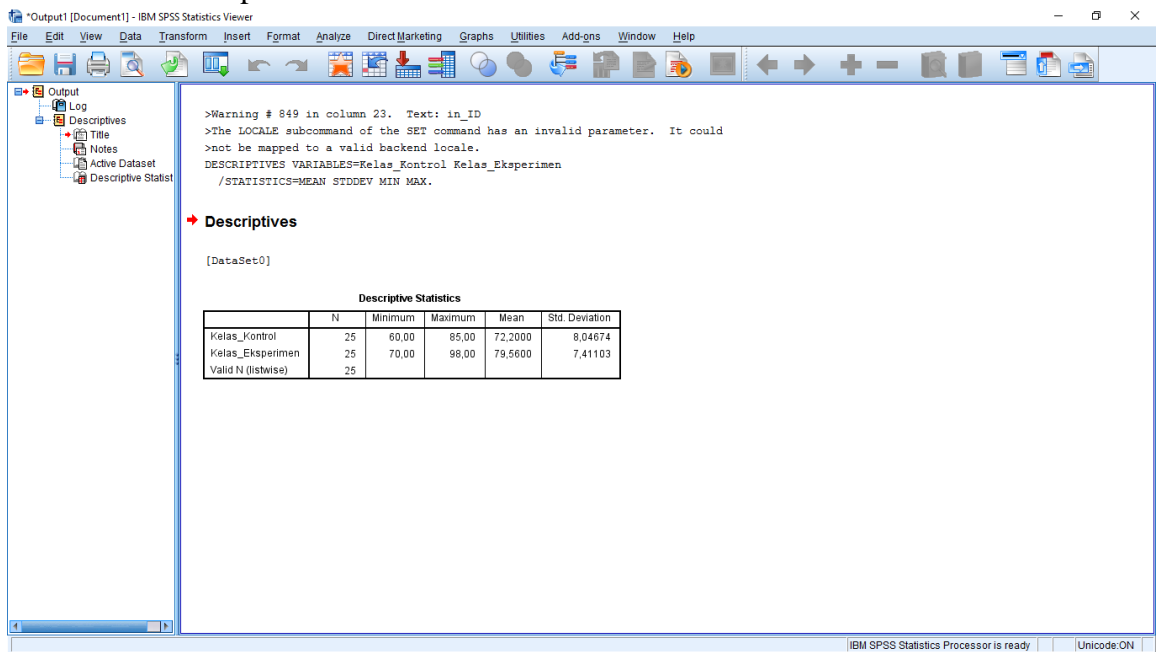 *Output1 [Document1] - IBM SPSS Statistics Viewer
File Edit View Data Transform Insert Format Analyze Direct Marketing Graphs Utilities Add-ons Window Help
Output
Log
Descriptives
Title
Notes
Active Dataset
Descriptive Statist
>Warning # 849 in column 23. Text: in_ID
>The LOCALE subcommand of the SET command has an invalid parameter. It could
>not be mapped to a valid backend locale.
DESCRIPTIVES VARIABLES=Kelas_Kontrol Kelas_Eksperimen
/STATISTICS=MEAN STDDEV MIN MAX.
Descriptives
[DataSet0]
Descriptive Statistics
N Minimum Maximum Mean Std. Deviation
Kelas_Kontrol 25 60,00 85,00 72,2000 8,04674
Kelas_Eksperimen 25 70,00 98,00 79,5600 7,41103
Valid N (listwise) 25
IBM SPSS Statistics Processor is ready Unicode:ON